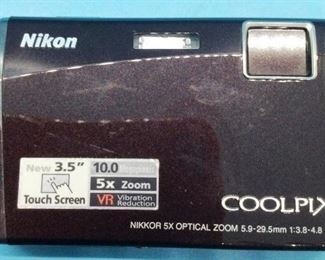 Nikon
New 3.5" 10.0
Touch Screen
5x Zoom
VR Vibration Reduction
COOLPIX
NIKKOR 5X OPTICAL ZOOM 5.9-29.5mm 1:3.8-4.8